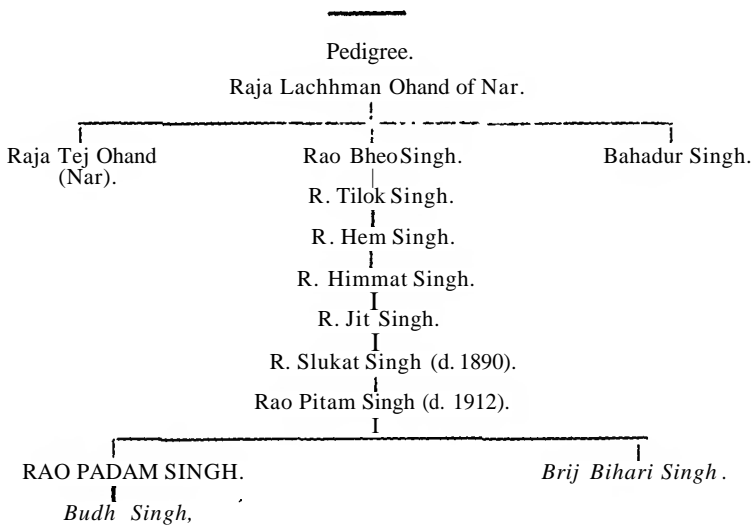 Pedigree.
Raja Lachhman Ohand of Nar.
Raja Tej Ohand Rao Bheo Singh. Bahadur Singh.
(Nar).
R. Tilok Singh.
R. Hem Singh.
R. Himmat Singh.
R. Jit Singh.
R. Slukat Singh (d. 1890).
Rao Pitam Singh (d. 1912).
RAO PADAM SINGH. Brij Bihari Singh.
Budh Singh,